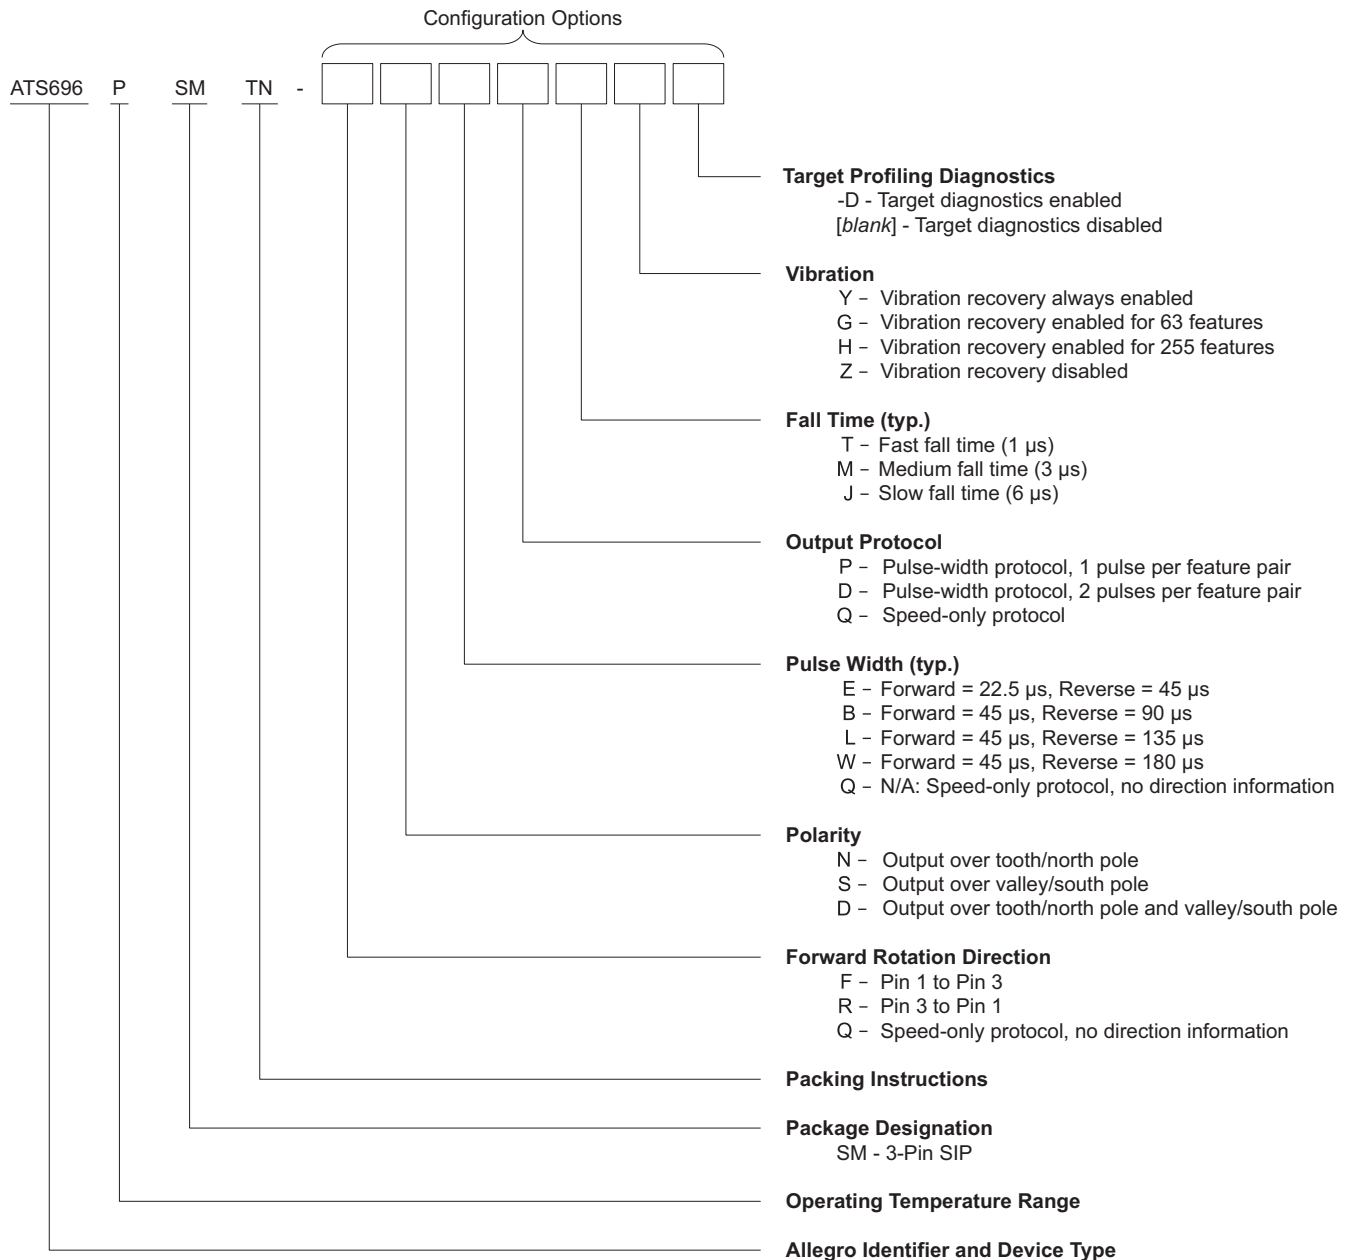 Configuration Options
ATS696 P SM TN -
Target Profiling Diagnostics
-D - Target diagnostics enabled
[blank] - Target diagnostics disabled
Vibration
Y – Vibration recovery always enabled
G – Vibration recovery enabled for 63 features
H – Vibration recovery enabled for 255 features
Z – Vibration recovery disabled
Fall Time (typ.)
T – Fast fall time (1 µs)
M – Medium fall time (3 µs)
J – Slow fall time (6 µs)
Output Protocol
P – Pulse-width protocol, 1 pulse per feature pair
D – Pulse-width protocol, 2 pulses per feature pair
Q – Speed-only protocol
Pulse Width (typ.)
E – Forward = 22.5 µs, Reverse = 45 µs
B – Forward = 45 µs, Reverse = 90 µs
L – Forward = 45 µs, Reverse = 135 µs
W – Forward = 45 µs, Reverse = 180 µs
Q – N/A: Speed-only protocol, no direction information
Polarity
N – Output over tooth/north pole
S – Output over valley/south pole
D – Output over tooth/north pole and valley/south pole
Forward Rotation Direction
F – Pin 1 to Pin 3
R – Pin 3 to Pin 1
Q – Speed-only protocol, no direction information
Packing Instructions
Package Designation
SM - 3-Pin SIP
Operating Temperature Range
Allegro Identifier and Device Type